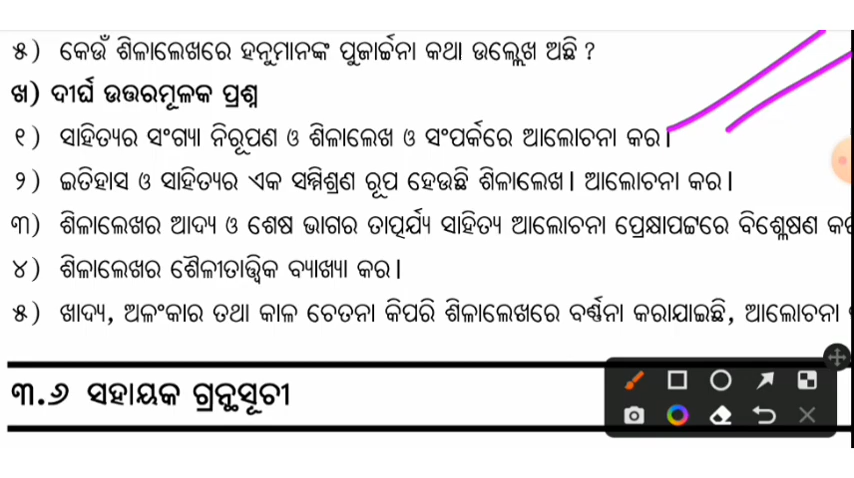 ୫) କେଉଁ ଶିଳାଲେଖରେ ହନୁମାନଙ୍କ ପୁଜାର୍ଚ୍ଚନା କଥା ଉଲ୍ଲେଖ ଅଛି ?
ଖ) ଦୀର୍ଘ ଉତ୍ତରମୂଳକ ପ୍ରଶ୍ନ
୧) ସାହିତ୍ୟର ସଂଗ୍ୟା ନିରୂପଣ ଓ ଶିଳାଲେଖ ଓ ସଂପର୍କରେ ଆଲୋଚନା କର।
୨) ଇତିହାସ ଓ ସାହିତ୍ୟର ଏକ ସମ୍ମିଶ୍ରଣ ରୂପ ହେଉଛି ଶିଳାଲେଖ। ଆଲୋଚନା କର।
୩) ଶିଳାଲେଖର ଆଦ୍ୟ ଓ ଶେଷ ଭାଗର ତାତ୍ପର୍ଯ୍ୟ ସାହିତ୍ୟ ଆଲୋଚନା ପ୍ରେକ୍ଷାପଟ୍ଟରେ ବିଶ୍ଳେଷଣ
୪) ଶିଳାଲେଖର ଶୈଳୀତାତ୍ତ୍ୱିକ ବ୍ୟାଖ୍ୟା କର।
୫) ଖାଦ୍ୟ, ଅଳଂକାର ତଥା କାଳ ଚେତନା କିପରି ଶିଳାଲେଖରେ ବର୍ଣ୍ଣନା କରାଯାଇଛି, ଆଲୋଚନା
୩.୬ ସହାୟକ ଗ୍ରନ୍ଥସୂଚୀ